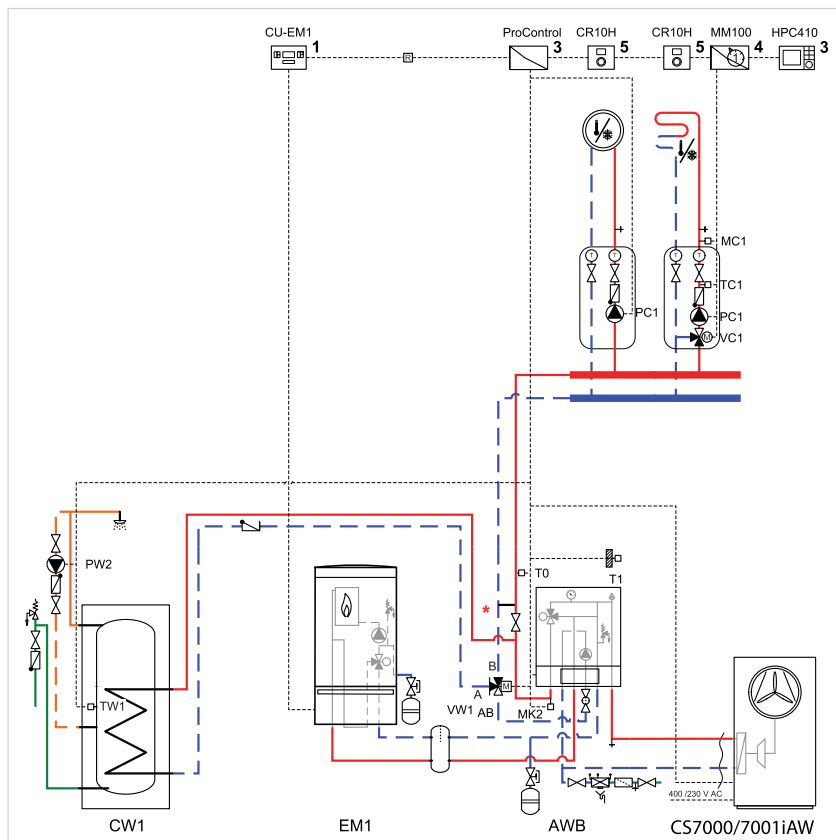 CU-EM1 1
ProControl 3
CR10H 5
CR10H 5
MM100 4
HPC410 3
R
1
MC1
T T
T T
TC1
PC1
PC1
M VC1
PW2
T0
T1
*
B
A M
TW1
VW1 AB MK2
400 /230 V AC
CW1
EM1
AWB
CS7000/7001iAW